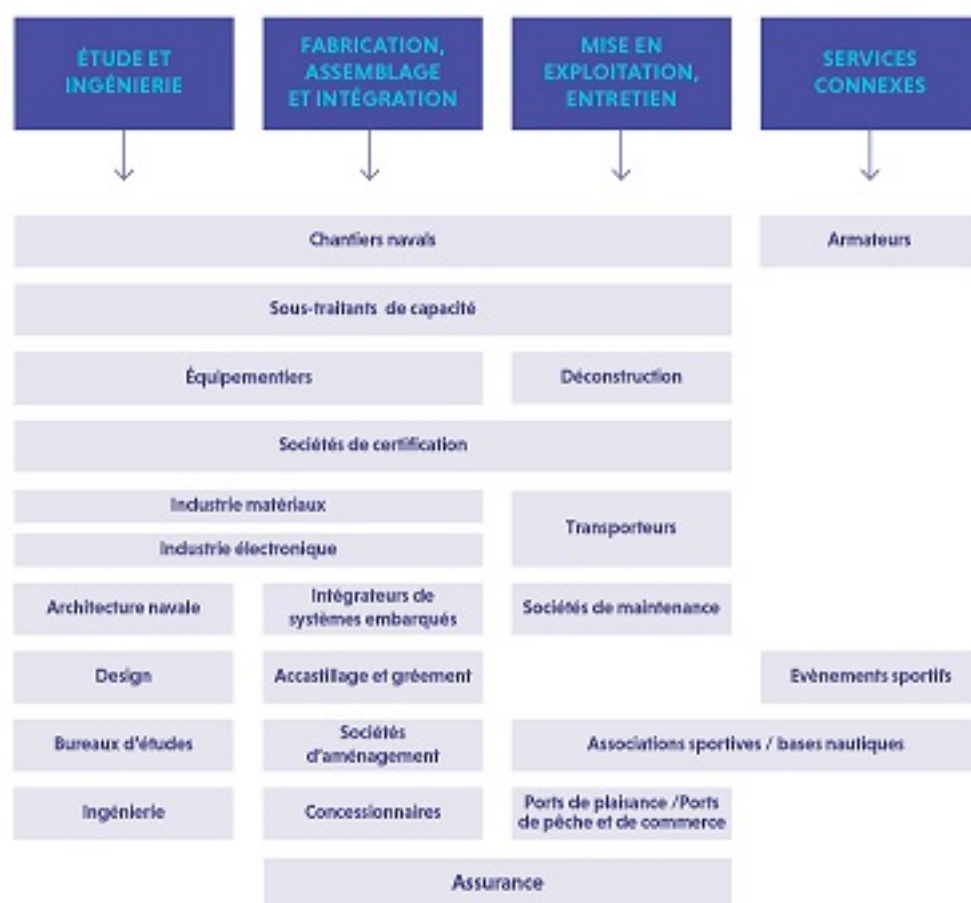 ÉTUDE ET
INGÉNIERIE
FABRICATION,
ASSEMBLAGE
ET INTÉGRATION
MISE EN
EXPLOITATION,
ENTRETIEN
SERVICES
CONNEXES
Chantiers navals
Armateurs
Sous-traitants de capacité
Équipementiers
Déconstruction
Sociétés de certification
Industrie matériaux
Industrie électronique
Transporteurs
Architecture navale
Intégrateurs de
systèmes embarqués
Sociétés de maintenance
Design
Accastillage et gréement
Evènements sportifs
Bureaux d'études
Sociétés
d'aménagement
Associations sportives / bases nautiques
Ingénierie
Concessionnaires
Ports de plaisance /Ports
de pêche et de commerce
Assurance